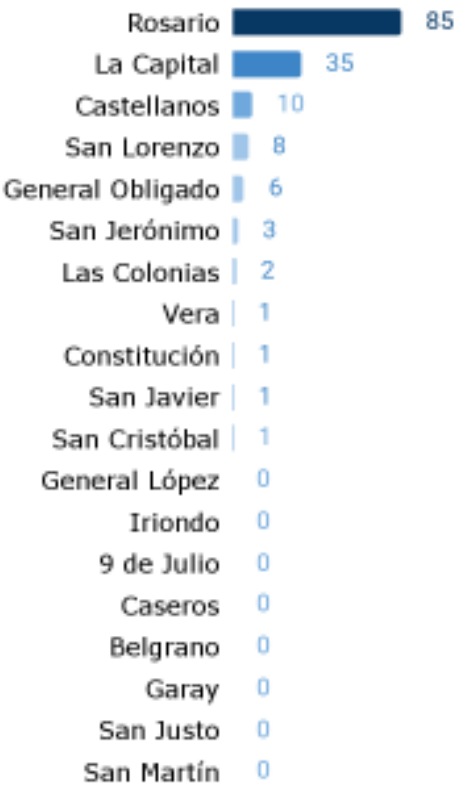 Rosario 85
La Capital 35
Castellanos 10
San Lorenzo 8
General Obligado 6
San Jerónimo 3
Las Colonias 2
Vera 1
Constitución 1
San Javier 1
San Cristóbal 1
General López 0
Iriondo 0
9 de Julio 0
Caseros 0
Belgrano 0
Garay 0
San Justo 0
San Martín 0